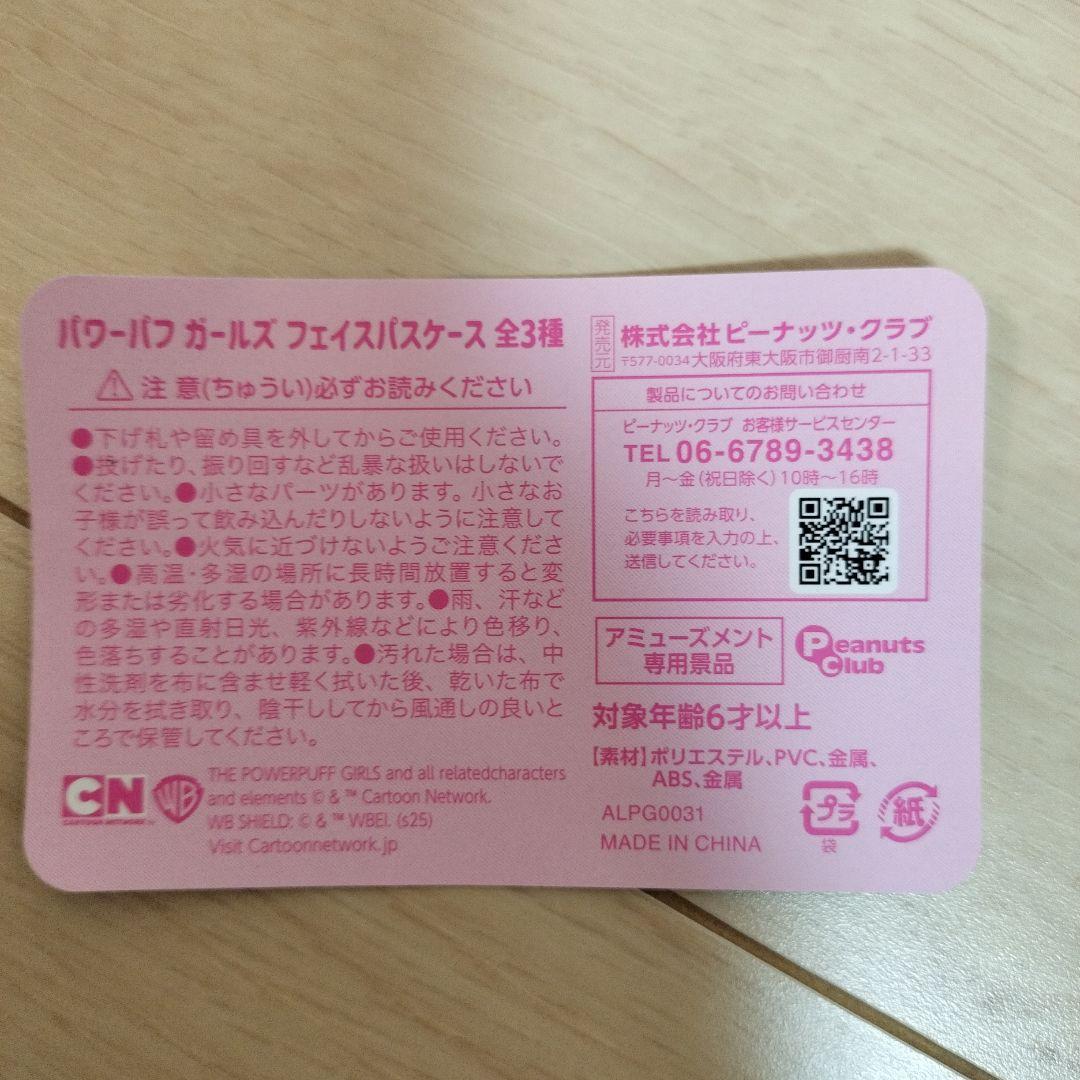 パワーパフ ガールズ フェイスパスケース 全3種
注 意(ちゅうい)必ずお読みください
●下げ札や留め具を外してからご使用ください。
●投げたり、振り回すなど乱暴な扱いはしないで
ください。●小さなパーツがあります。小さなお
子様が誤って飲み込んだりしないように注意して
ください。●火気に近づけないようご注意くださ
い。●高温・多湿の場所に長時間放置すると変
形または劣化する場合があります。●雨、汗など
の多湿や直射日光、紫外線などにより色移り、
色落ちすることがあります。●汚れた場合は、中
性洗剤を布に含ませ軽く拭いた後、乾いた布で
水分を拭き取り、陰干ししてから風通しの良いと
ころで保管してください。
CN
CARTOON NETWORK
WB
THE POWERPUFF GIRLS and all relatedcharacters
and elements © & ™ Cartoon Network.
WB SHIELD: © & ™ WBEI. (s25)
Visit Cartoonnetwork.jp
発売元
株式会社ピーナッツ・クラブ
〒577-0034大阪府東大阪市御厨南2-1-33
製品についてのお問い合わせ
ピーナッツ・クラブ お客様サービスセンター
TEL 06-6789-3438
月～金(祝日除く)10時～16時
こちらを読み取り、
必要事項を入力の上、
送信してください。
アミューズメント
専用景品
Peanuts
Club
対象年齢6才以上
【素材】ポリエステル、PVC、金属、
ABS、金属
ALPG0031
MADE IN CHINA
プラ
袋
紙